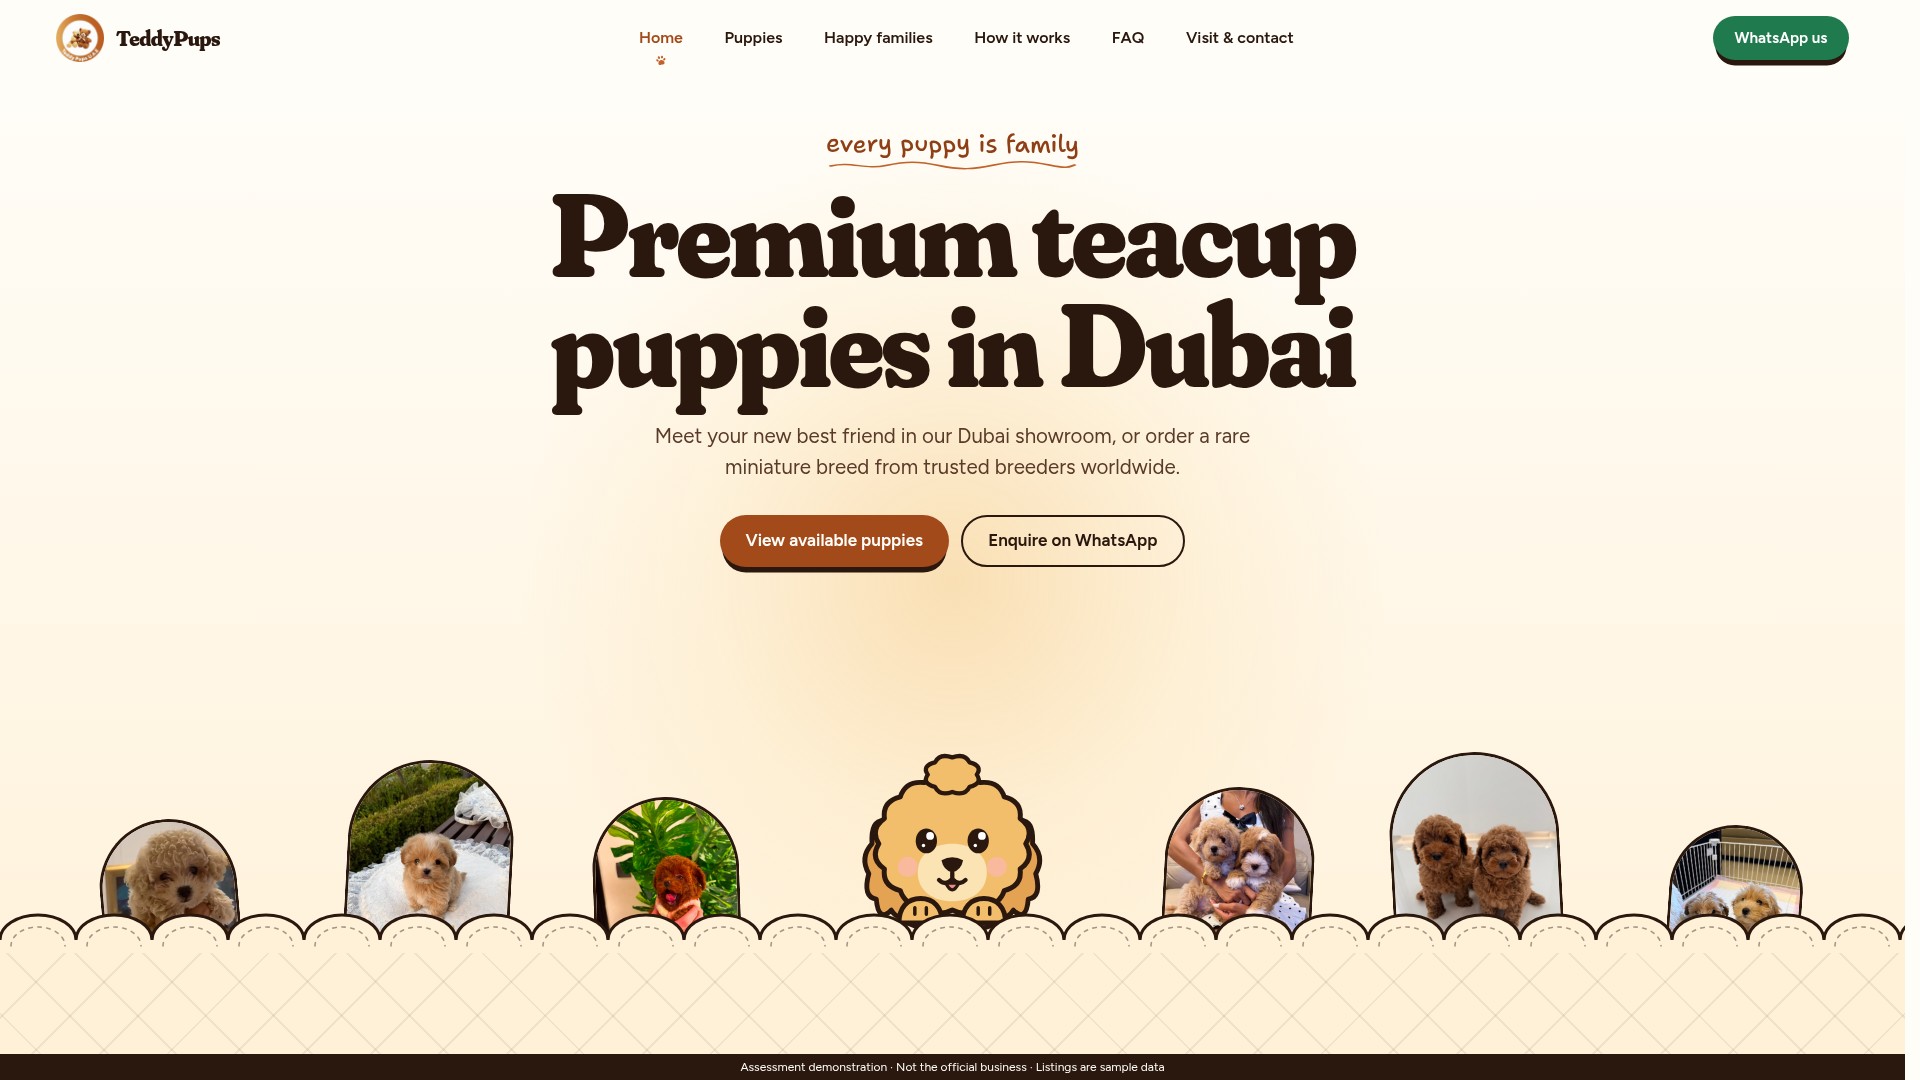 TeddyPups
Home
Puppies
Happy families
How it works
FAQ
Visit & contact
WhatsApp us
every puppy is family
Premium teacup
puppies in Dubai
Meet your new best friend in our Dubai showroom, or order a rare
miniature breed from trusted breeders worldwide.
View available puppies
Enquire on WhatsApp
Assessment demonstration · Not the official business · Listings are sample data